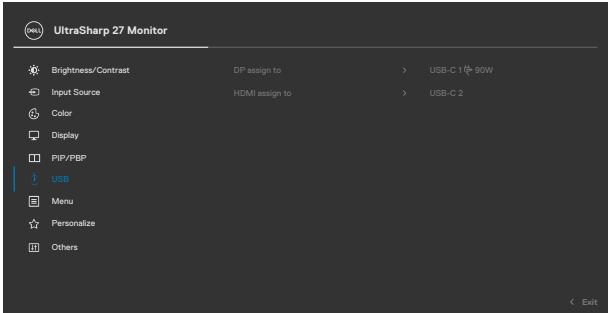 DELL UltraSharp 27 Monitor
Brightness/Contrast DP assign to > USB-C 1 90W
Input Source HDMI assign to > USB-C 2
Color
Display
PIP/PBP
USB
Menu
Personalize
Others
< Exit